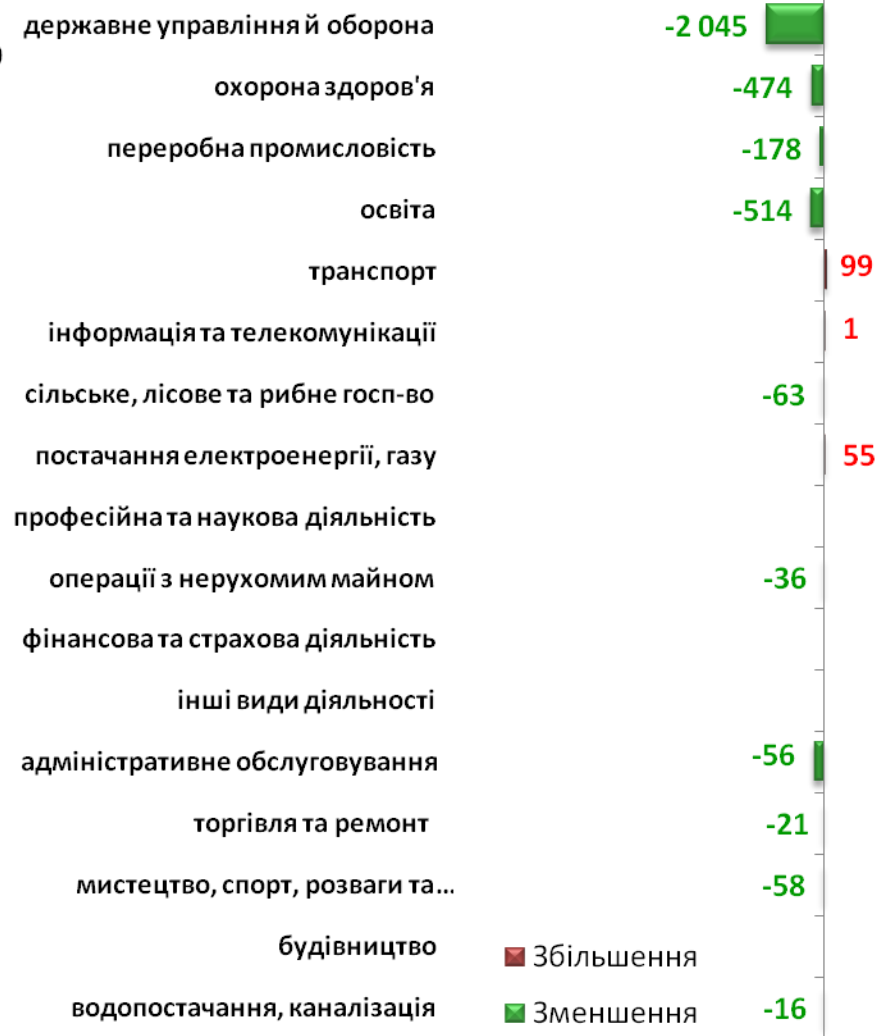 державне управління й оборона -2 045
охорона здоров'я -474
переробна промисловість -178
освіта -514
транспорт 99
інформація та телекомунікації 1
сільське, лісове та рибне госп-во -63
постачання електроенергії, газу 55
професійна та наукова діяльність
операції з нерухомим майном -36
фінансова та страхова діяльність
інші види діяльності
адміністративне обслуговування -56
торгівля та ремонт -21
мистецтво, спорт, розваги та... -58
будівництво
Збільшення
водопостачання, каналізація -16
Зменшення